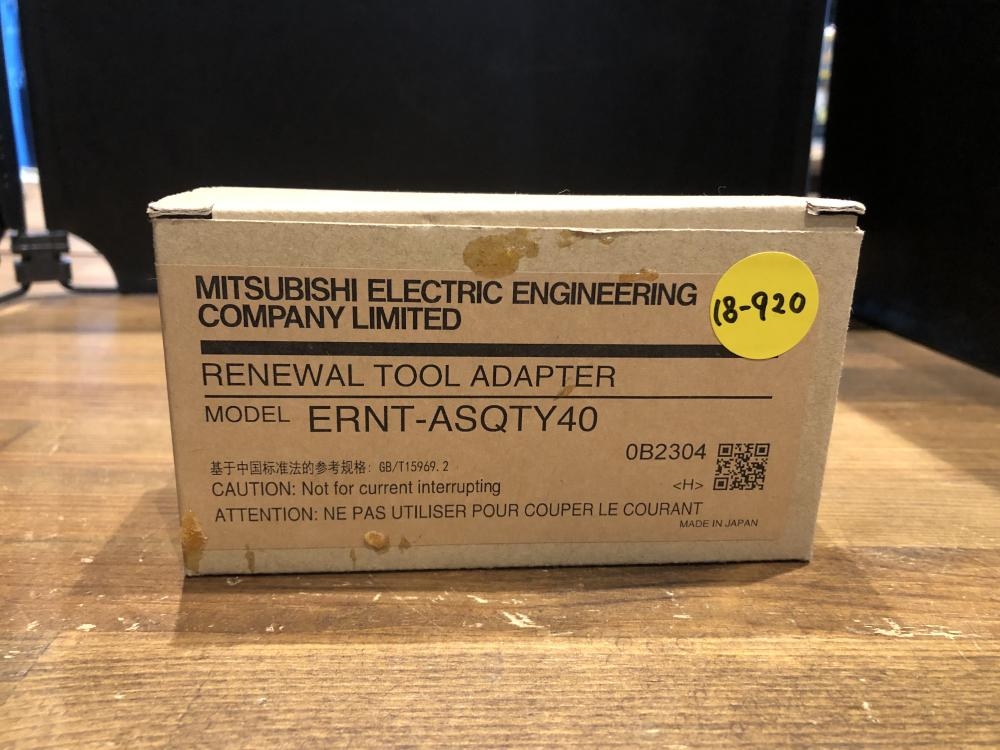 MITSUBISHI ELECTRIC ENGINEERING
COMPANY LIMITED
18-920
RENEWAL TOOL ADAPTER
MODEL ERNT-ASQTY40
0B2304
基于中国标准法的参考规格: GB/T15969.2
<H>
CAUTION: Not for current interrupting
ATTENTION: NE PAS UTILISER POUR COUPER LE COURANT
MADE IN JAPAN